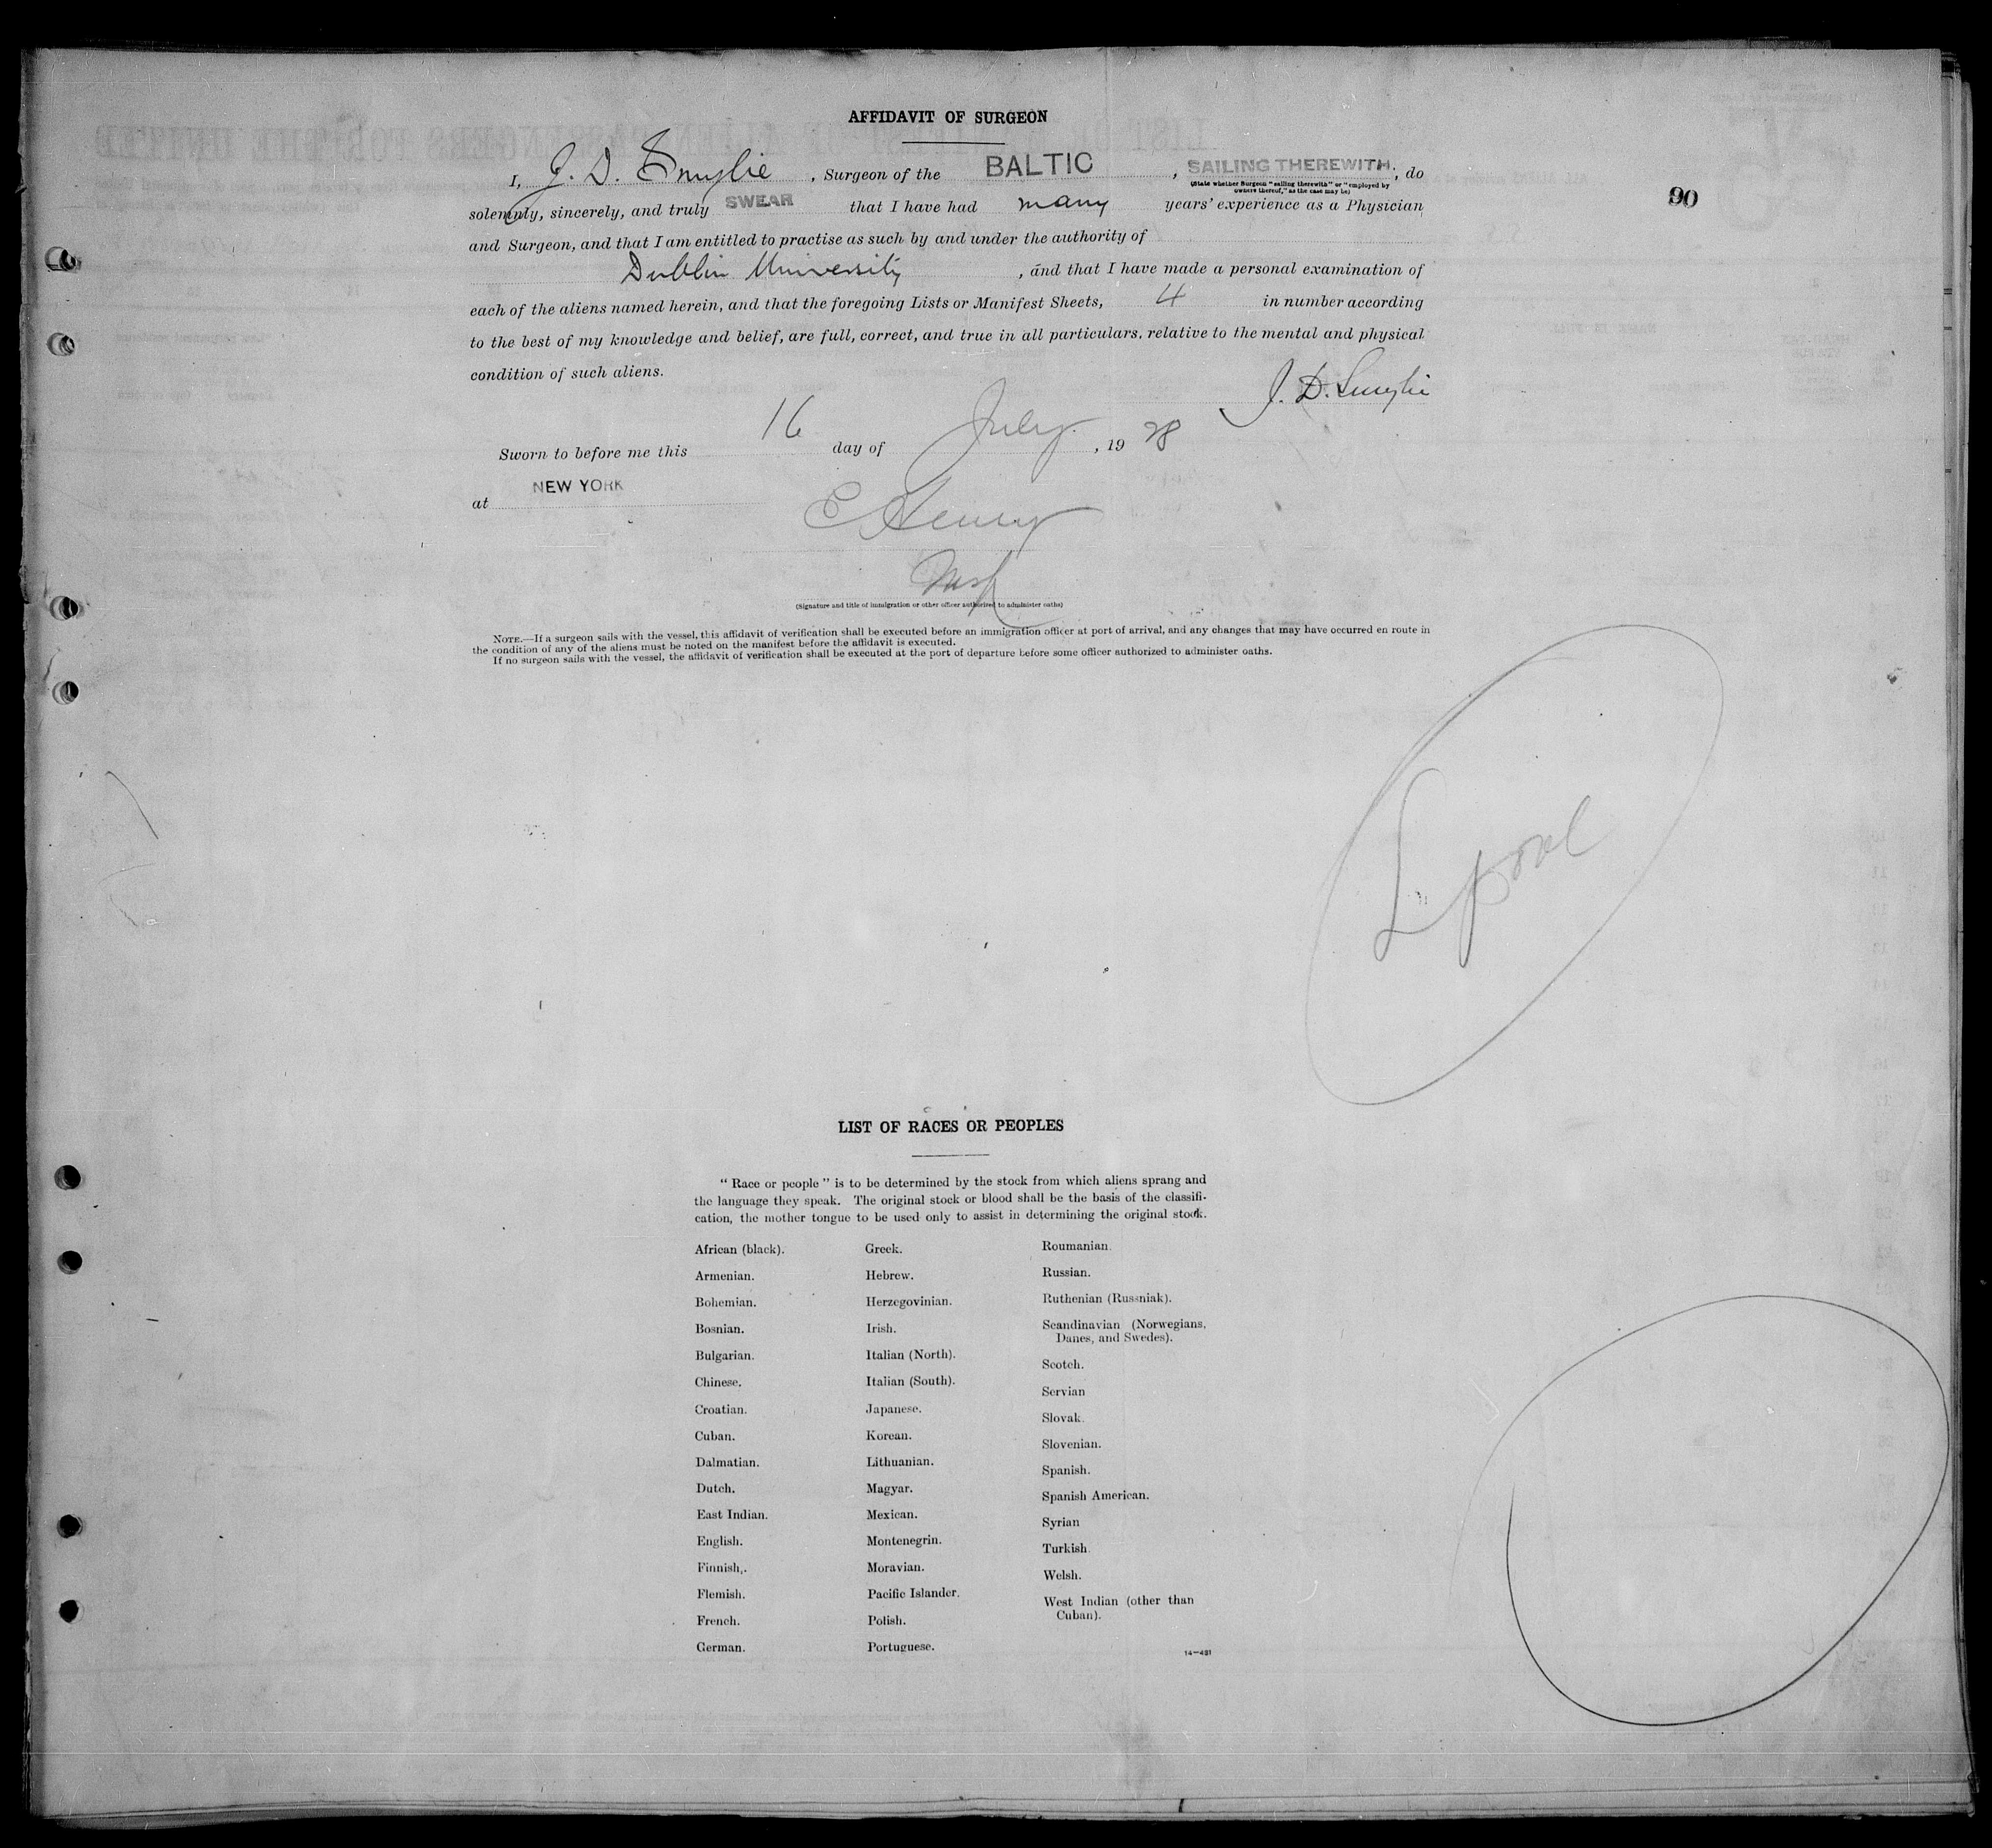 AFFIDAVIT OF SURGEON
I, J. D. Smylie, Surgeon of the BALTIC, SAILING THEREWITH, do
(State whether Surgeon "sailing therewith" or "employed by
owners thereof," as the case may be)
90
solemnly, sincerely, and truly SWEAR that I have had many years' experience as a Physician
and Surgeon, and that I am entitled to practise as such by and under the authority of
Dublin University, and that I have made a personal examination of
each of the aliens named herein, and that the foregoing Lists or Manifest Sheets, 4 in number according
to the best of my knowledge and belief, are full, correct, and true in all particulars, relative to the mental and physical
condition of such aliens.
J. D. Smylie
Sworn to before me this 16 day of July, 1928
at NEW YORK
E Henry
(Signature and title of immigration or other officer authorized to administer oaths)
NOTE.—If a surgeon sails with the vessel, this affidavit of verification shall be executed before an immigration officer at port of arrival, and any changes that may have occurred en route in
the condition of any of the aliens must be noted on the manifest before the affidavit is executed.
If no surgeon sails with the vessel, the affidavit of verification shall be executed at the port of departure before some officer authorized to administer oaths.
Lpool
LIST OF RACES OR PEOPLES
"Race or people" is to be determined by the stock from which aliens sprang and
the language they speak. The original stock or blood shall be the basis of the classifi-
cation, the mother tongue to be used only to assist in determining the original stock.
African (black).
Armenian.
Bohemian.
Bosnian.
Bulgarian.
Chinese.
Croatian.
Cuban.
Dalmatian.
Dutch.
East Indian.
English.
Finnish.
Flemish.
French.
German.
Greek.
Hebrew.
Herzegovinian.
Irish.
Italian (North).
Italian (South).
Japanese.
Korean.
Lithuanian.
Magyar.
Mexican.
Montenegrin.
Moravian.
Pacific Islander.
Polish.
Portuguese.
Roumanian.
Russian.
Ruthenian (Russniak).
Scandinavian (Norwegians,
Danes, and Swedes).
Scotch.
Servian
Slovak.
Slovenian.
Spanish.
Spanish American.
Syrian
Turkish.
Welsh.
West Indian (other than
Cuban).
14—431